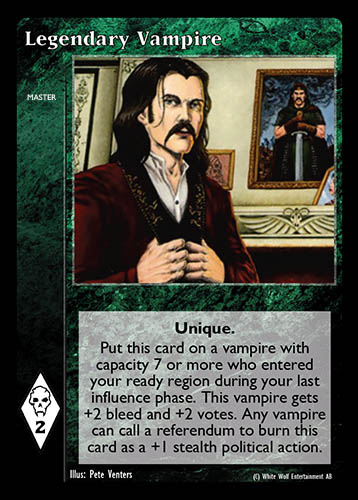 Legendary Vampire
MASTER
Unique.
Put this card on a vampire with
capacity 7 or more who entered
your ready region during your last
influence phase. This vampire gets
+2 bleed and +2 votes. Any vampire
can call a referendum to burn this
card as a +1 stealth political action.
2
Illus: Pete Venters
(C) White Wolf Entertainment AB